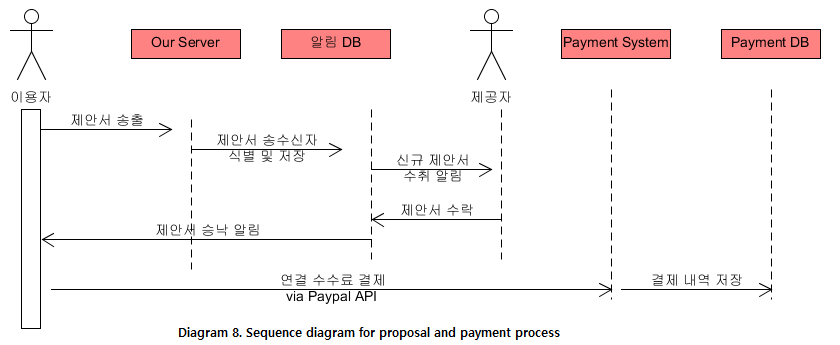 Our Server
알림 DB
Payment System
Payment DB
이용자
제공자
제안서 송출
제안서 송수신자
식별 및 저장
신규 제안서
수취 알림
제안서 수락
제안서 승낙 알림
연결 수수료 결제
via Paypal API
결제 내역 저장
Diagram 8. Sequence diagram for proposal and payment process